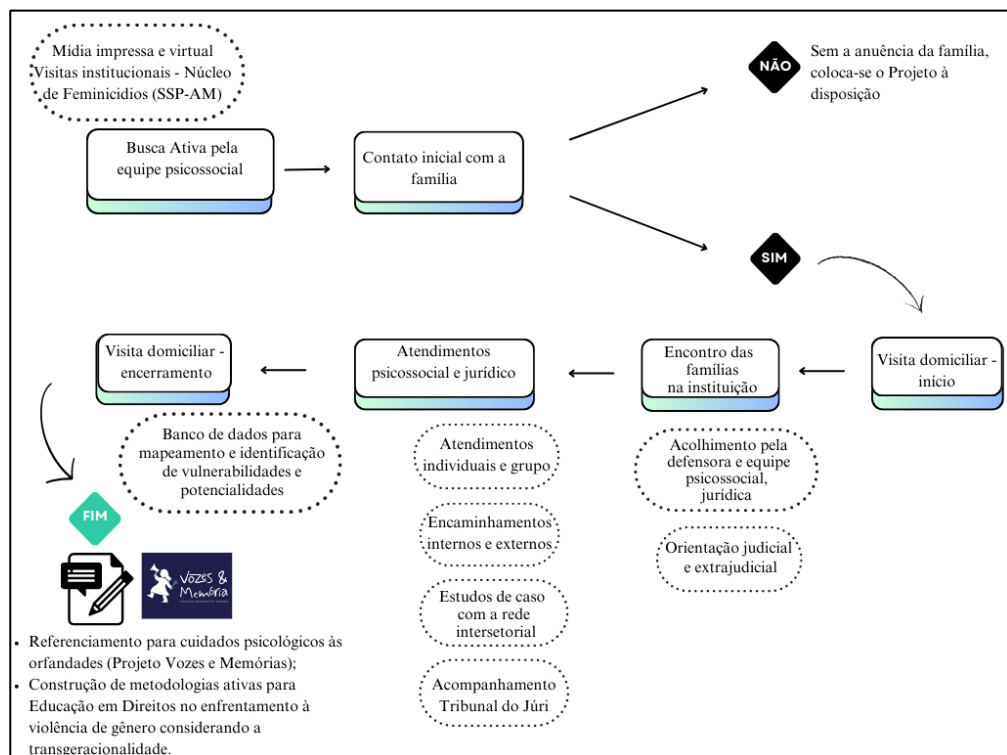 Mídia impressa e virtual
Visitas institucionais - Núcleo
de Feminicídios (SSP-AM)
Busca Ativa pela
equipe psicossocial
Contato inicial com a
família
NÃO
Sem a anuência da família,
coloca-se o Projeto à
disposição
SIM
Visita domiciliar -
início
Encontro das
famílias
na instituição
Acolhimento pela
defensora e equipe
psicossocial,
jurídica
Orientação judicial
e extrajudicial
Atendimentos
psicossocial e jurídico
Atendimentos
individuais e grupo
Encaminhamentos
internos e externos
Estudos de caso
com a rede
intersetorial
Acompanhamento
Tribunal do Júri
Visita domiciliar -
encerramento
Banco de dados para
mapeamento e identificação
de vulnerabilidades e
potencialidades
FIM
Vozes &
Memória
• Referenciamento para cuidados psicológicos às
orfandades (Projeto Vozes e Memórias);
• Construção de metodologias ativas para
Educação em Direitos no enfrentamento à
violência de gênero considerando a
transgeracionalidade.